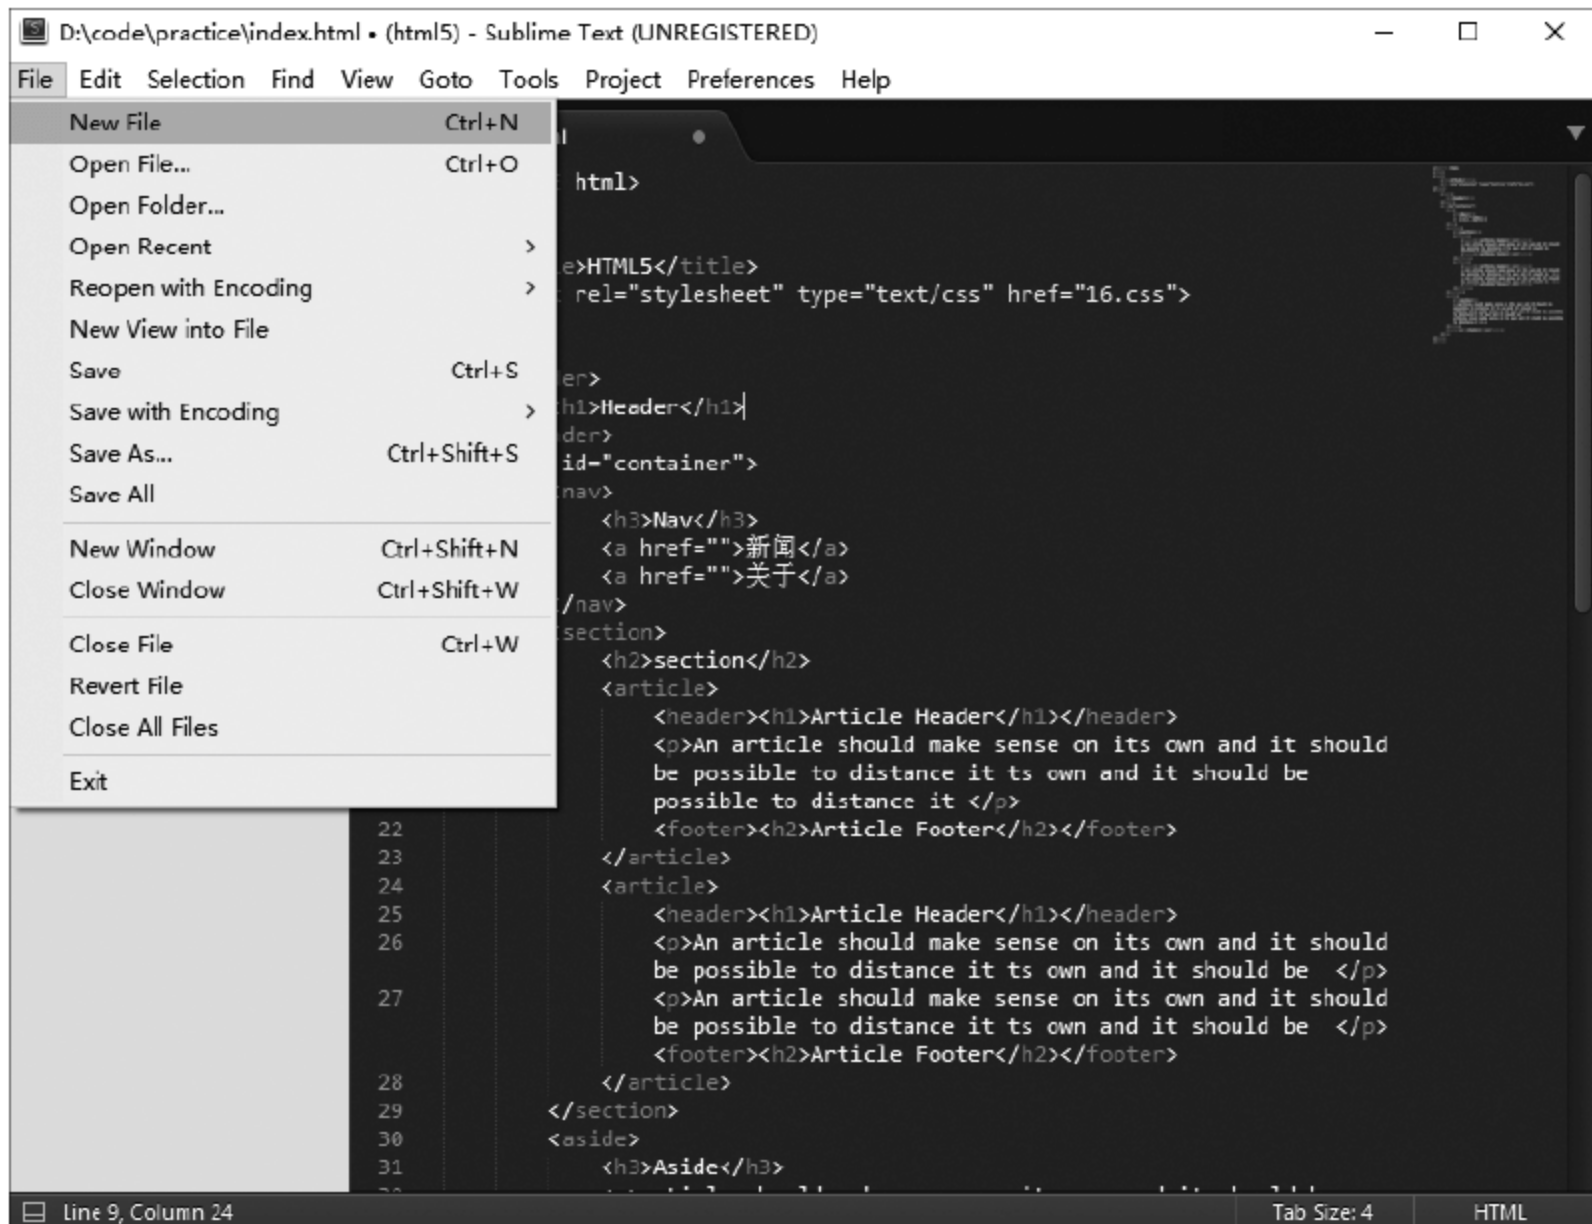 D:\code\practice\index.html • (html5) - Sublime Text (UNREGISTERED)
File Edit Selection Find View Goto Tools Project Preferences Help
New File Ctrl+N
Open File... Ctrl+O
Open Folder...
Open Recent >
Reopen with Encoding >
New View into File
Save Ctrl+S
Save with Encoding >
Save As... Ctrl+Shift+S
Save All
New Window Ctrl+Shift+N
Close Window Ctrl+Shift+W
Close File Ctrl+W
Revert File
Close All Files
Exit
html>
e>HTML5</title>
rel="stylesheet" type="text/css" href="16.css">
er>
h1>Header</h1>
der>
id="container">
nav>
<h3>Nav</h3>
<a href="">新闻</a>
<a href="">关于</a>
/nav>
section>
<h2>section</h2>
<article>
<header><h1>Article Header</h1></header>
<p>An article should make sense on its own and it should
be possible to distance it ts own and it should be
possible to distance it </p>
22 <footer><h2>Article Footer</h2></footer>
23 </article>
24 <article>
25 <header><h1>Article Header</h1></header>
26 <p>An article should make sense on its own and it should
be possible to distance it ts own and it should be </p>
27 <p>An article should make sense on its own and it should
be possible to distance it ts own and it should be </p>
<footer><h2>Article Footer</h2></footer>
28 </article>
29 </section>
30 <aside>
31 <h3>Aside</h3>
Line 9, Column 24 Tab Size: 4 HTML